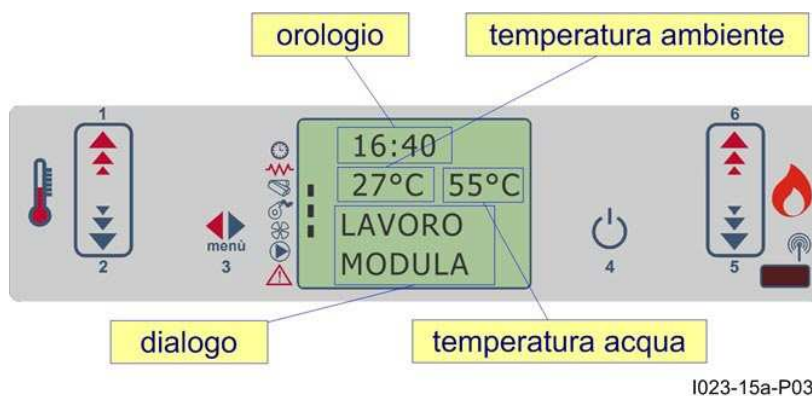 orologio
temperatura ambiente
1
6
16:40
27°C
55°C
LAVORO
MODULA
menù
2
3
4
5
dialogo
temperatura acqua
I023-15a-P03